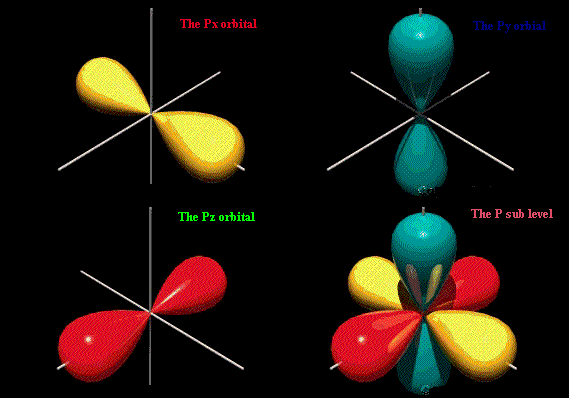 The Px orbital
The Py orbital
The Pz orbital
The P sub level